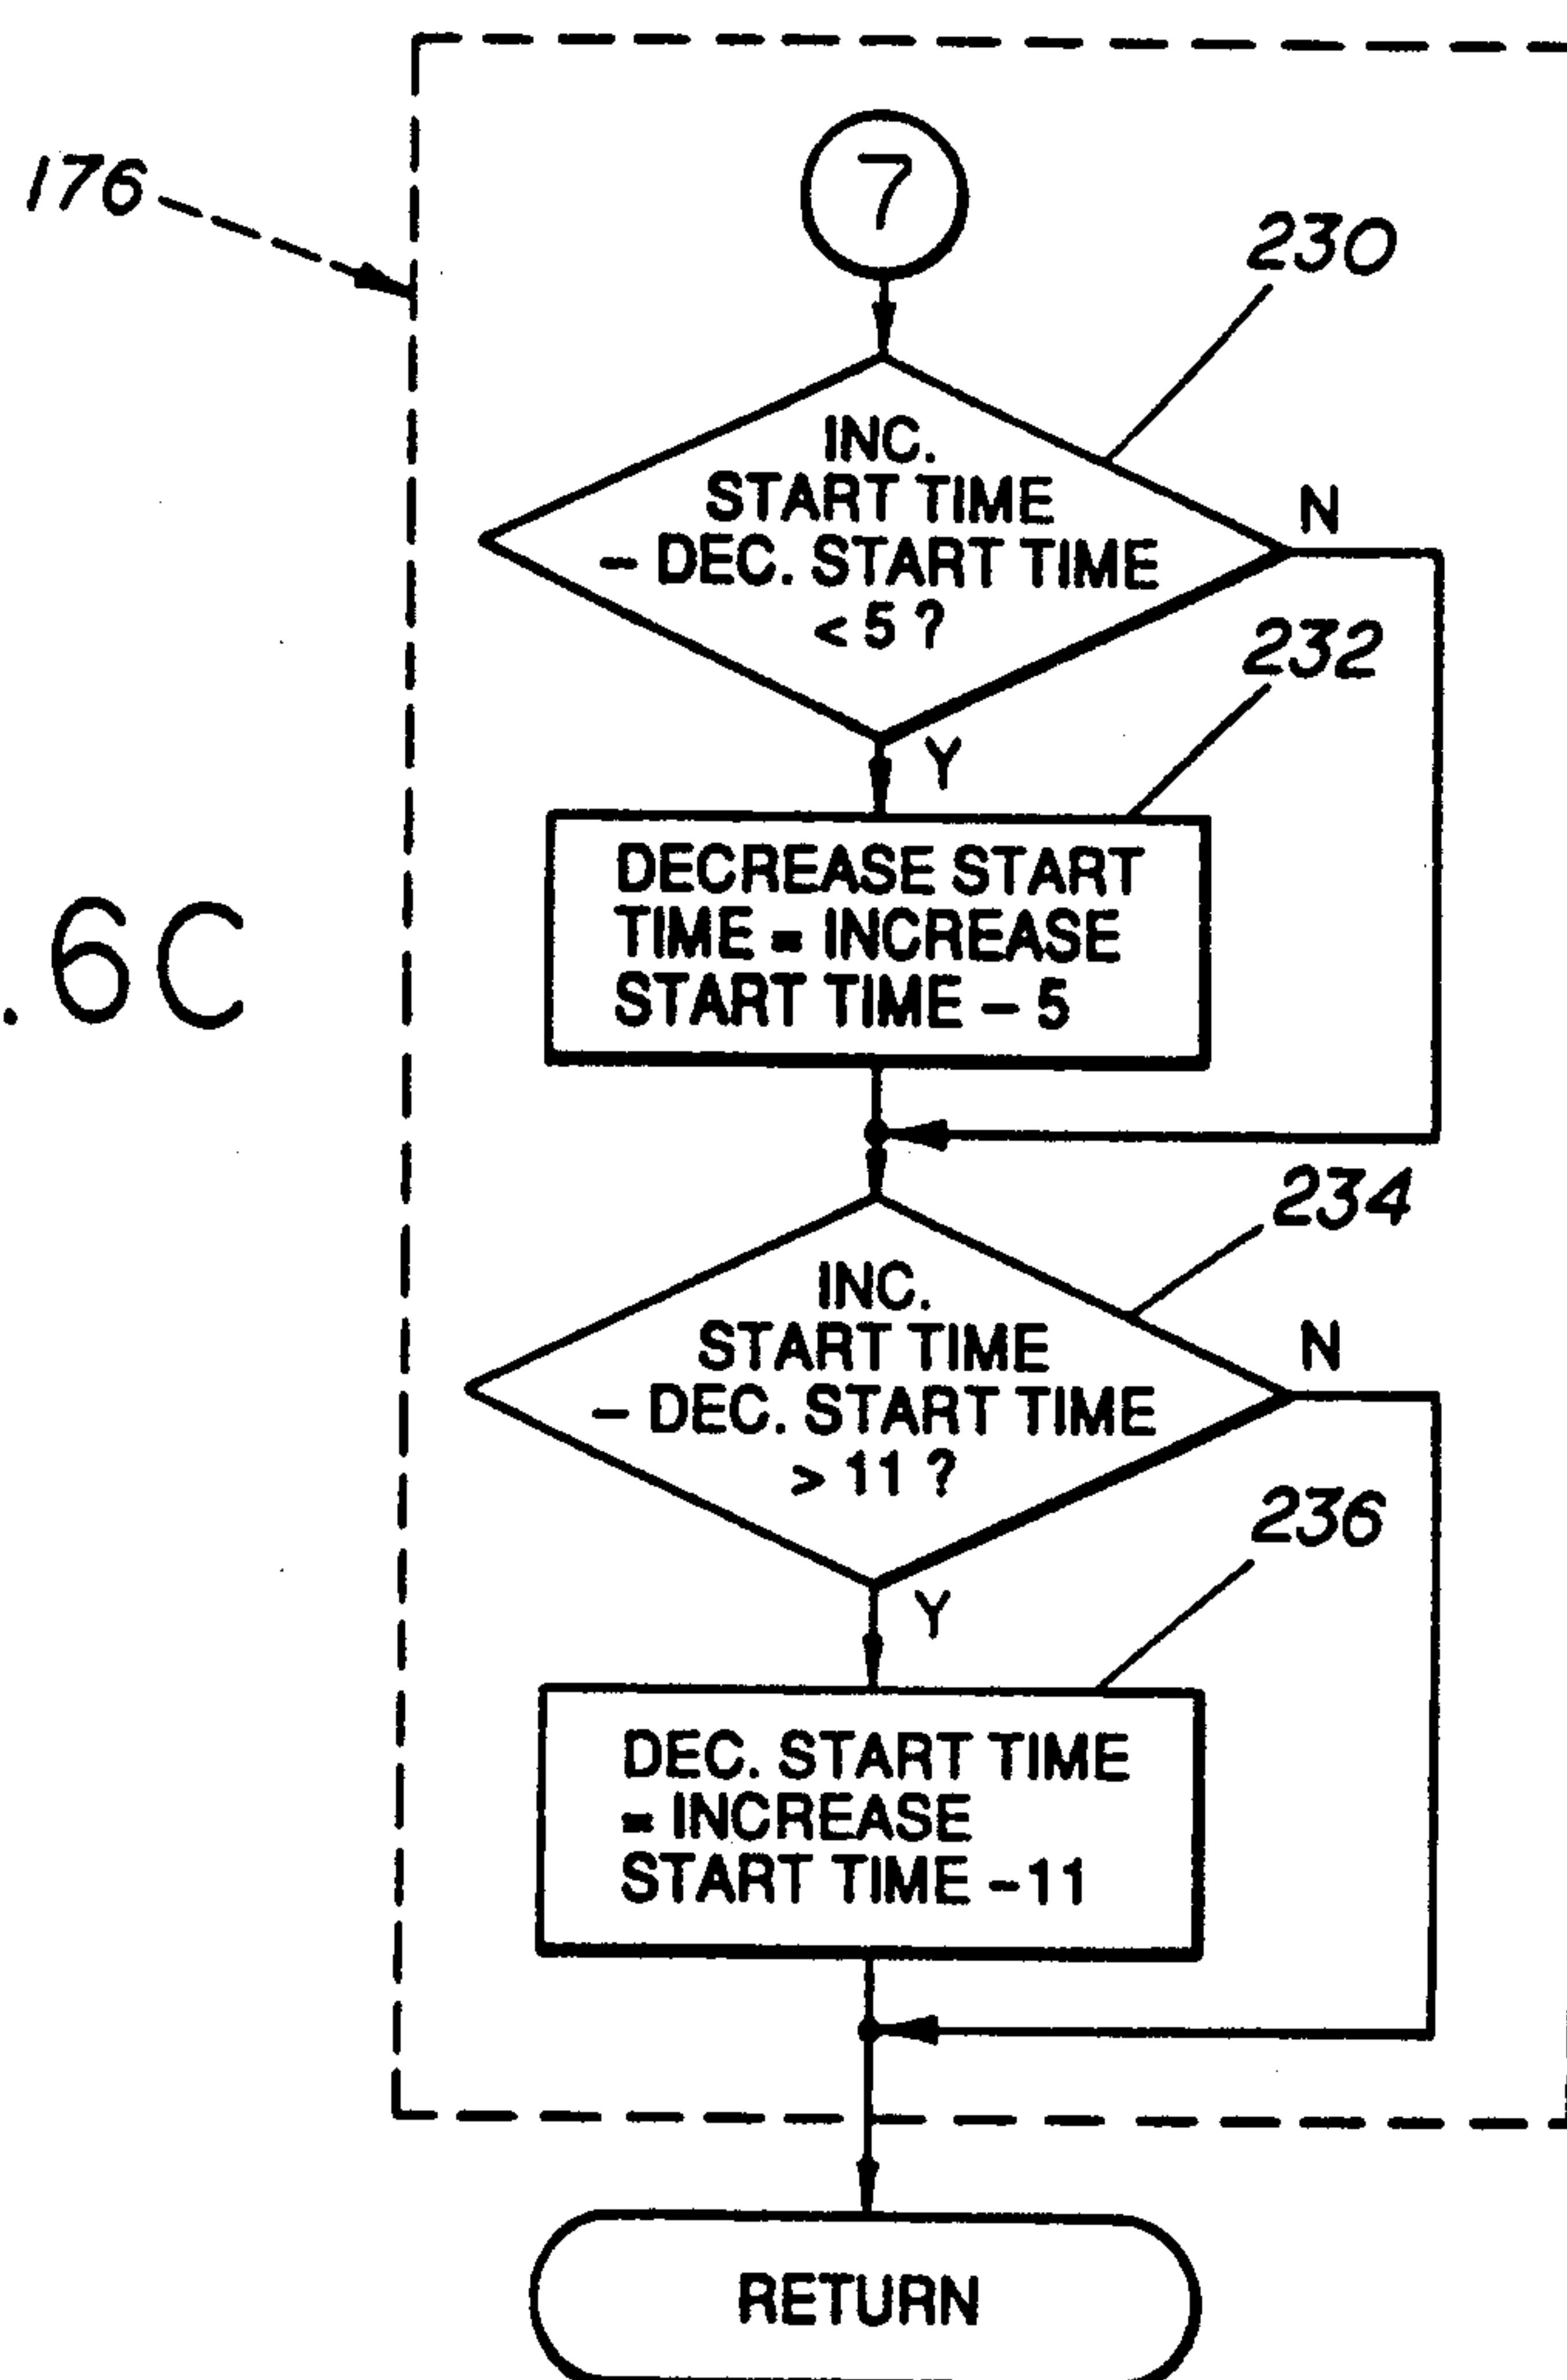 176
7
230
INC.
START TIME
- DEC. START TIME
< 5 ?
N
232
Y
DECREASE START
TIME = INCREASE
START TIME - 5
. 6C
234
INC.
START TIME
- DEC. START TIME
> 11 ?
N
236
Y
DEC. START TIME
= INCREASE
START TIME -11
RETURN